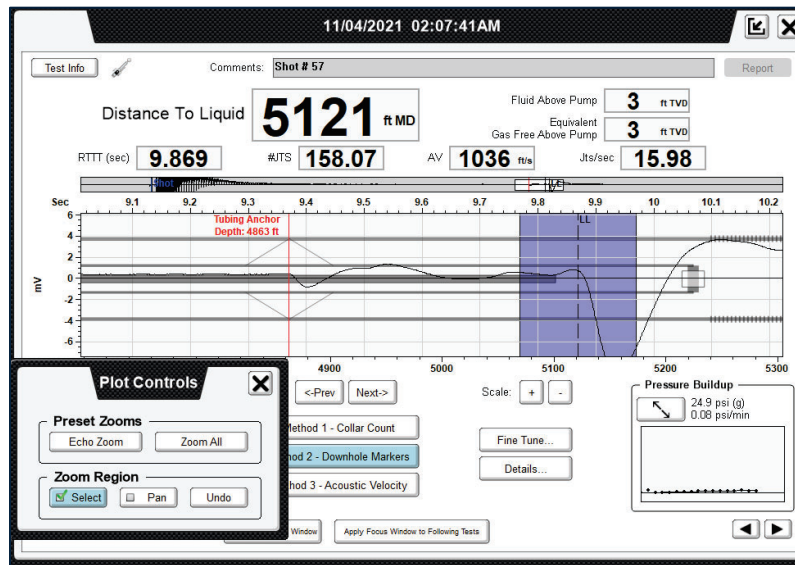 11/04/2021 02:07:41AM
Test Info
Comments: Shot # 57
Report
Distance To Liquid 5121 ft MD
Fluid Above Pump 3 ft TVD
Equivalent
Gas Free Above Pump 3 ft TVD
RTTT (sec) 9.869 #JTS 158.07 AV 1036 ft/s Jts/sec 15.98
Shot
Sec 9.1 9.2 9.3 9.4 9.5 9.6 9.7 9.8 9.9 10 10.1 10.2
Tubing Anchor
Depth: 4863 ft
LL
mV
6
4
2
0
-2
-4
-6
4900 5000 5100 5200 5300
Plot Controls
Preset Zooms
Echo Zoom Zoom All
Zoom Region
Select Pan Undo
<-Prev Next->
Scale: + -
Method 1 - Collar Count
hod 2 - Downhole Markers
hod 3 - Acoustic Velocity
Fine Tune...
Details...
Pressure Buildup
24.9 psi (g)
0.08 psi/min
Window
Apply Focus Window to Following Tests